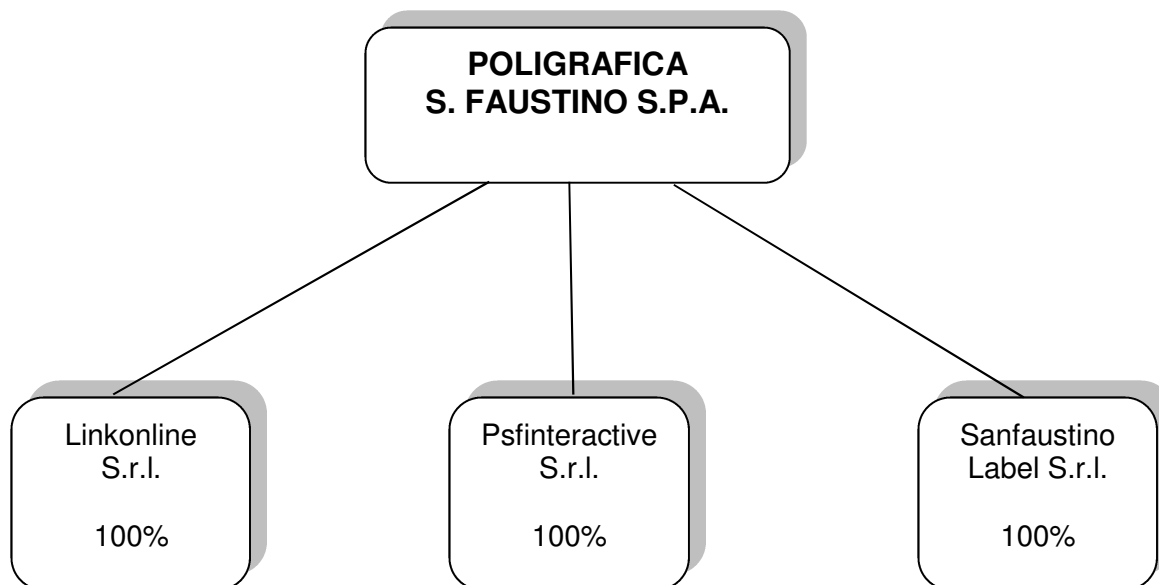 POLIGRAFICA
S. FAUSTINO S.P.A.
Linkonline
S.r.l.
100%
Psfinteractive
S.r.l.
100%
Sanfaustino
Label S.r.l.
100%